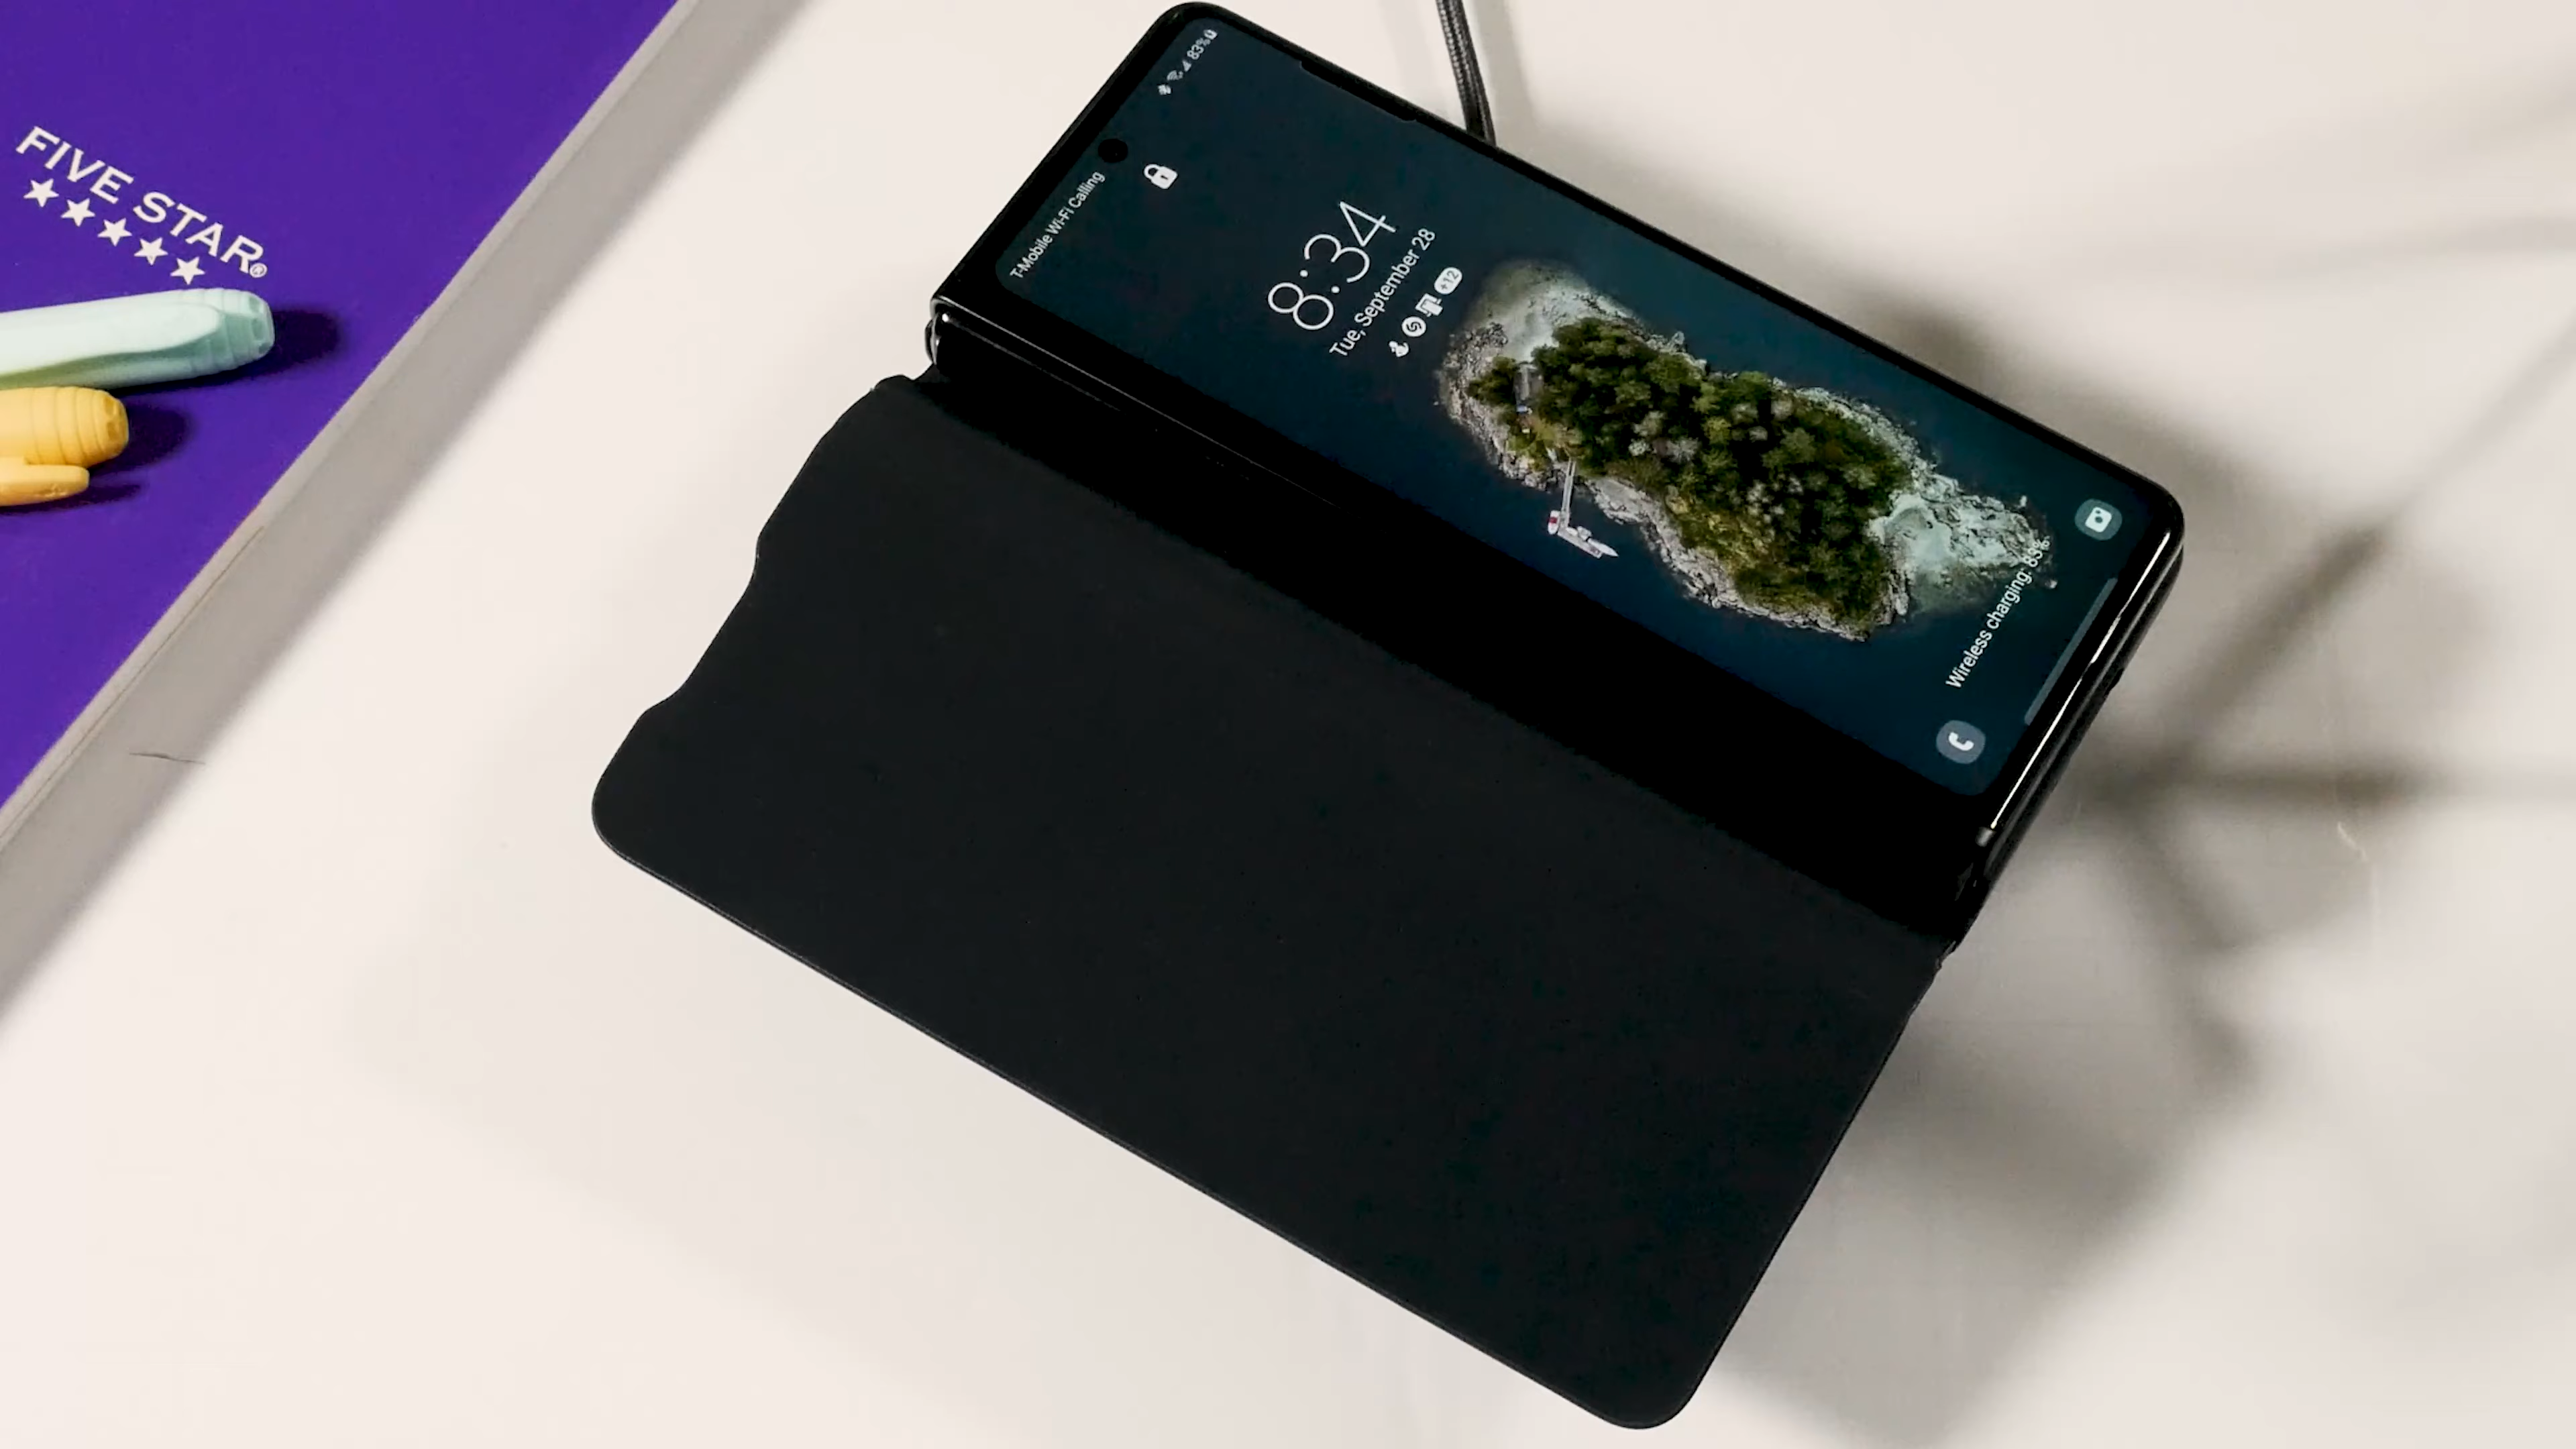 FIVE STAR®
83%
T-Mobile Wi-Fi Calling
8:34
Tue, September 28
+12
Wireless charging: 83%